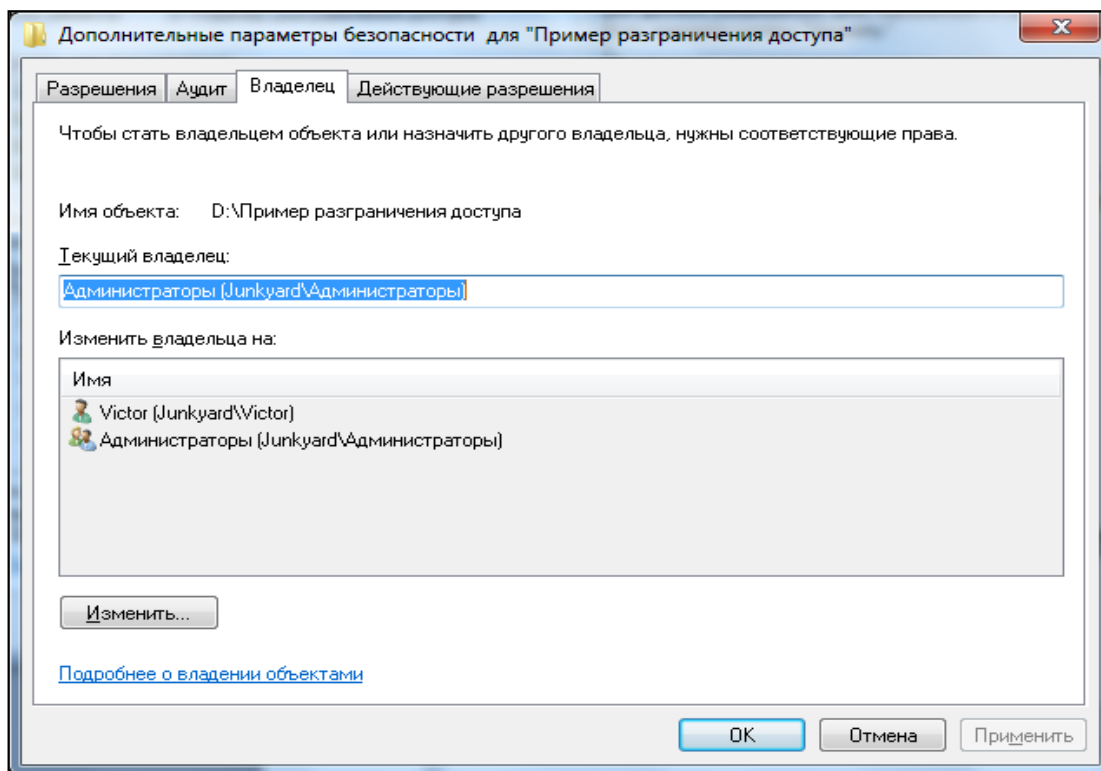 Дополнительные параметры безопасности для "Пример разграничения доступа"
Разрешения Аудит Владелец Действующие разрешения
Чтобы стать владельцем объекта или назначить другого владельца, нужны соответствующие права.
Имя объекта: D:\Пример разграничения доступа
Текущий владелец:
Администраторы (Junkyard\Администраторы)
Изменить владельца на:
Имя
Victor (Junkyard\Victor)
Администраторы (Junkyard\Администраторы)
Изменить...
Подробнее о владении объектами
ОК Отмена Применить